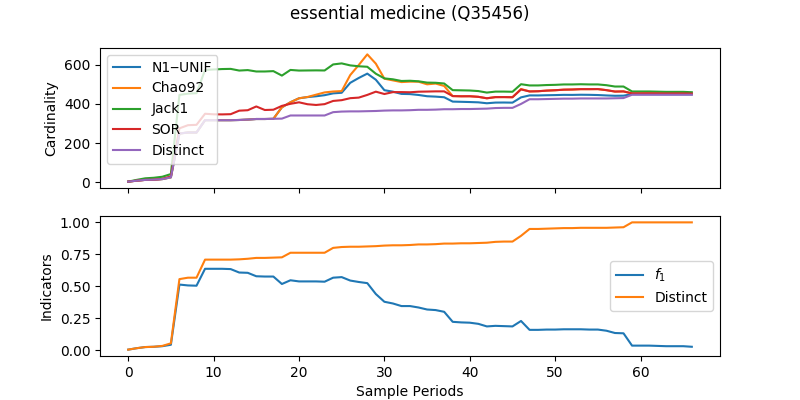 essential medicine (Q35456)
Cardinality
600
400
200
0
N1−UNIF
Chao92
Jack1
SOR
Distinct
Indicators
1.00
0.75
0.50
0.25
0.00
f1
Distinct
0 10 20 30 40 50 60
Sample Periods